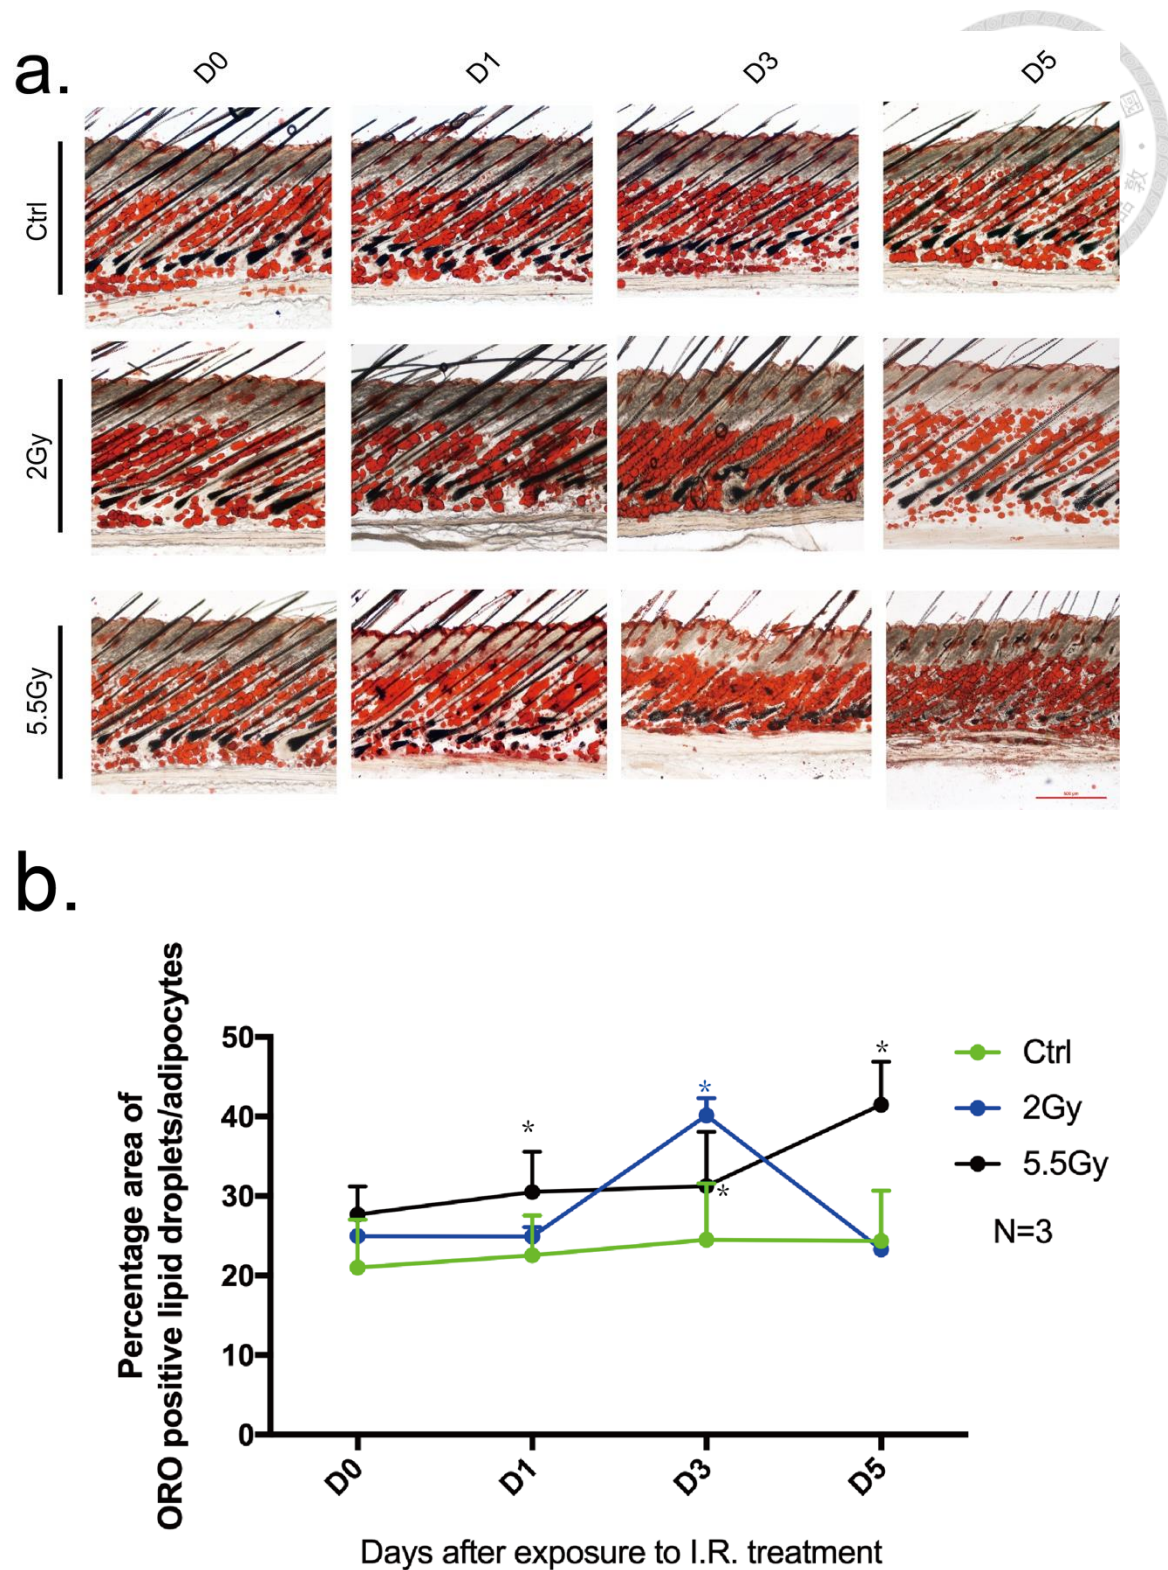 a.
D0
D1
D3
D5
Ctrl
2Gy
5.5Gy
b.
Percentage area of
ORO positive lipid droplets/adipocytes
50
40
30
20
10
0
*
*
*
*
Ctrl
2Gy
5.5Gy
N=3
D0
D1
D3
D5
Days after exposure to I.R. treatment